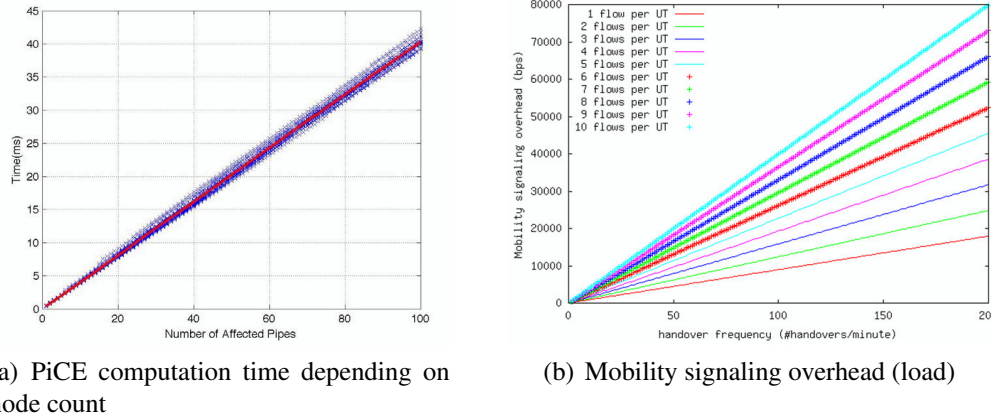 45
40
35
30
25
20
15
10
5
0
0
20
40
60
80
100
Time(ms)
Number of Affected Pipes
80000
70000
60000
50000
40000
30000
20000
10000
0
0
50
100
150
20
Mobility signaling overhead (bps)
handover frequency (#handovers/minute)
1 flow per UT
2 flows per UT
3 flows per UT
4 flows per UT
5 flows per UT
6 flows per UT
7 flows per UT
8 flows per UT
9 flows per UT
10 flows per UT
a) PiCE computation time depending on
node count
(b) Mobility signaling overhead (load)